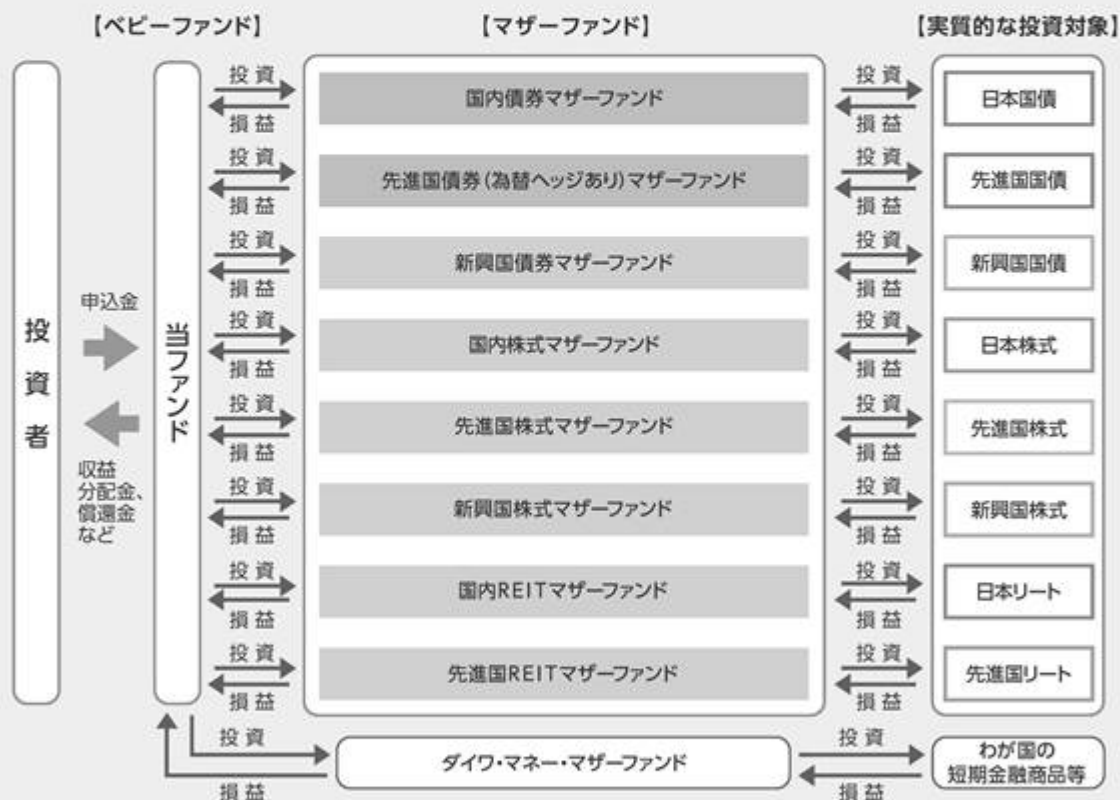 【ベビーファンド】
【マザーファンド】
【実質的な投資対象】
投資者
申込金
収益
分配金、
償還金
など
当ファンド
投資
損益
国内債券マザーファンド
投資
損益
日本国債
投資
損益
先進国債券(為替ヘッジあり)マザーファンド
投資
損益
先進国国債
投資
損益
新興国債券マザーファンド
投資
損益
新興国国債
投資
損益
国内株式マザーファンド
投資
損益
日本株式
投資
損益
先進国株式マザーファンド
投資
損益
先進国株式
投資
損益
新興国株式マザーファンド
投資
損益
新興国株式
投資
損益
国内REITマザーファンド
投資
損益
日本リート
投資
損益
先進国REITマザーファンド
投資
損益
先進国リート
投資
損益
ダイワ・マネー・マザーファンド
投資
損益
わが国の
短期金融商品等